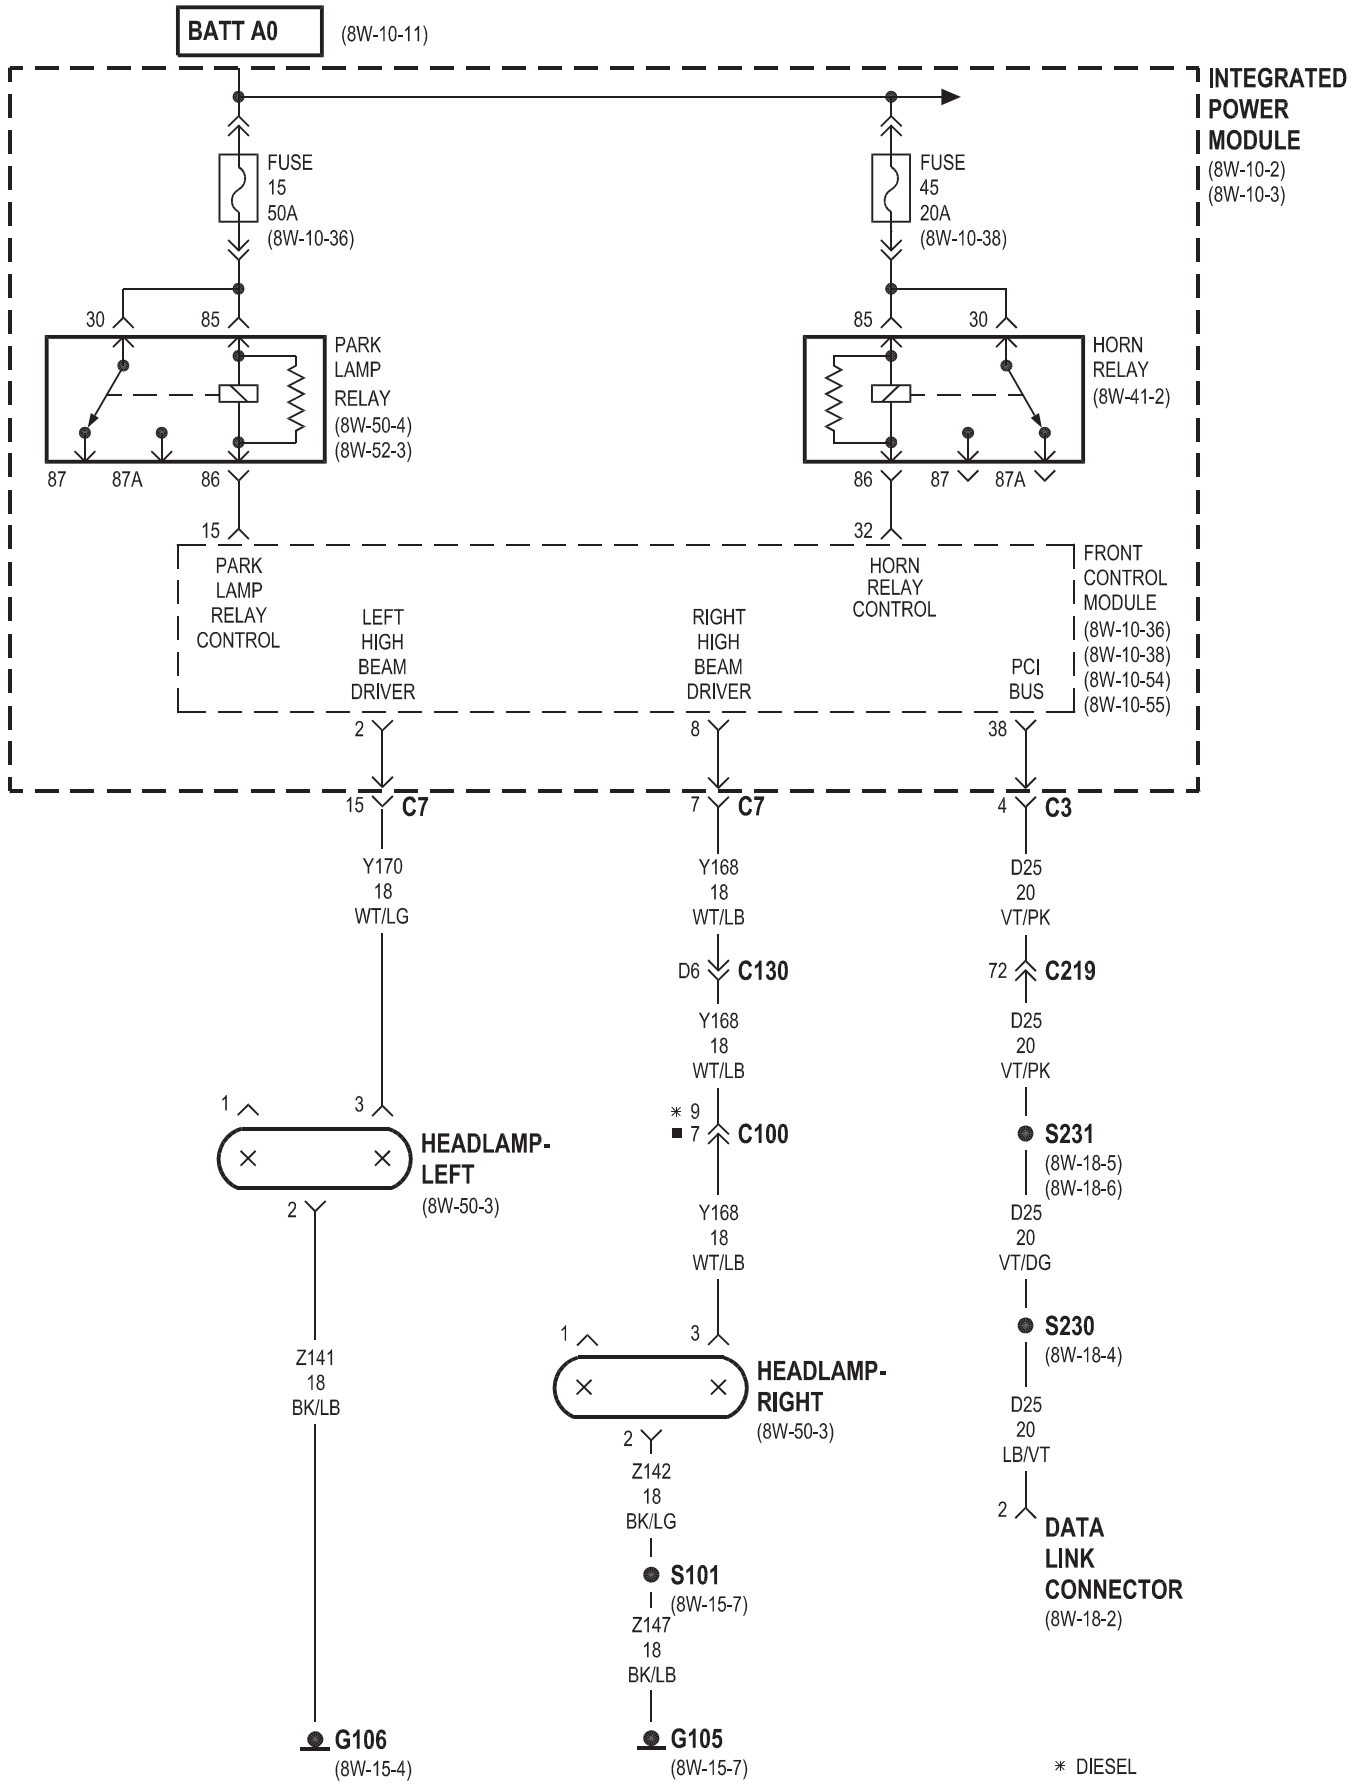 BATT A0
(8W-10-11)
INTEGRATED
POWER
MODULE
(8W-10-2)
(8W-10-3)
FUSE
15
50A
(8W-10-36)
FUSE
45
20A
(8W-10-38)
30
85
PARK
LAMP
RELAY
(8W-50-4)
(8W-52-3)
87
87A
86
85
30
HORN
RELAY
(8W-41-2)
86
87
87A
15
32
PARK
LAMP
RELAY
CONTROL
LEFT
HIGH
BEAM
DRIVER
RIGHT
HIGH
BEAM
DRIVER
HORN
RELAY
CONTROL
PCI
BUS
FRONT
CONTROL
MODULE
(8W-10-36)
(8W-10-38)
(8W-10-54)
(8W-10-55)
2
8
38
15
C7
7
C7
4
C3
Y170
18
WT/LG
Y168
18
WT/LB
D25
20
VT/PK
D6
C130
72
C219
Y168
18
WT/LB
D25
20
VT/PK
1
3
HEADLAMP-
LEFT
(8W-50-3)
2
* 9
■ 7
C100
S231
(8W-18-5)
(8W-18-6)
Y168
18
WT/LB
D25
20
VT/DG
S230
(8W-18-4)
Z141
18
BK/LB
1
3
HEADLAMP-
RIGHT
(8W-50-3)
2
D25
20
LB/VT
Z142
18
BK/LG
2
DATA
LINK
CONNECTOR
(8W-18-2)
S101
(8W-15-7)
Z147
18
BK/LB
G106
(8W-15-4)
G105
(8W-15-7)
* DIESEL